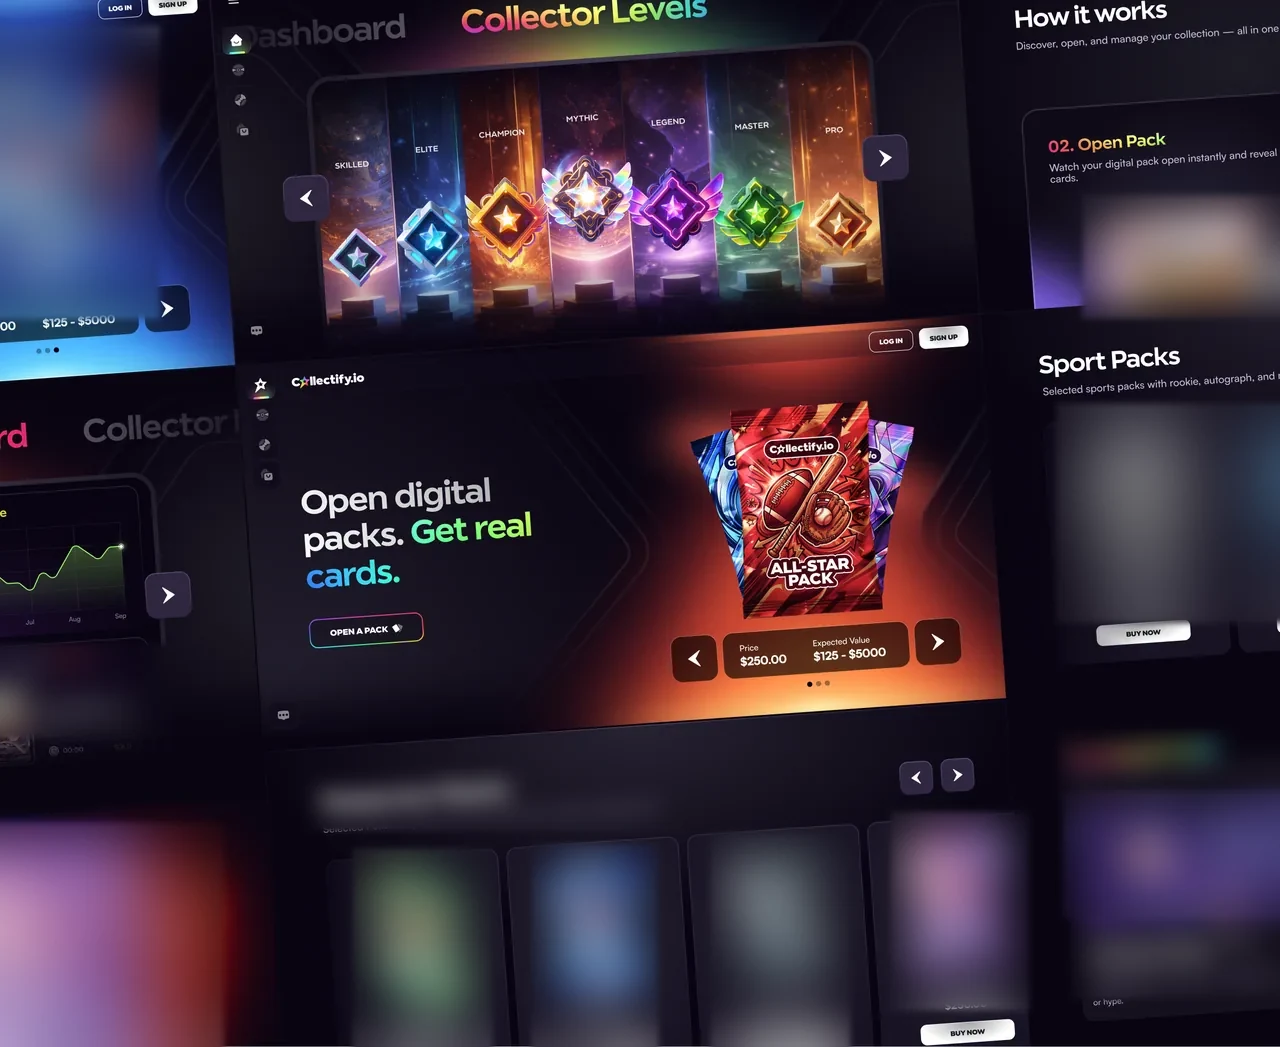 LOG IN
SIGN UP
00
$125 - $5000
Dashboard
Collector Levels
SKILLED
ELITE
CHAMPION
MYTHIC
LEGEND
MASTER
PRO
How it works
Discover, open, and manage your collection — all in one
02. Open Pack
Watch your digital pack open instantly and reveal
cards.
rd
Collector
e
Jul
Aug
Sep
00:00
Collectify.io
LOG IN
SIGN UP
Open digital
packs. Get real
cards.
OPEN A PACK
Collectify.io
ALL-STAR
PACK
Price
$250.00
Expected Value
$125 - $5000
Sport Packs
Selected sports packs with rookie, autograph, and
BUY NOW
BUY NOW
or hype.